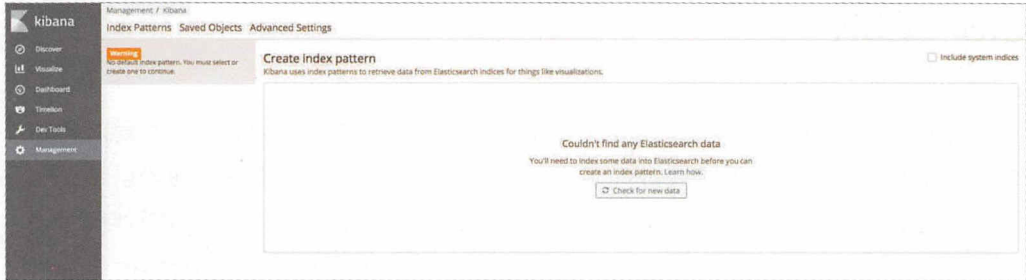 kibana
Discover
Visualize
Dashboard
Timelion
Dev Tools
Management
Management / Kibana
Index Patterns Saved Objects Advanced Settings
Warning
No default index pattern. You must select or
create one to continue.
Create index pattern
Kibana uses index patterns to retrieve data from Elasticsearch indices for things like visualizations.
Include system indices
Couldn't find any Elasticsearch data
You'll need to index some data into Elasticsearch before you can
create an index pattern. Learn how.
Check for new data